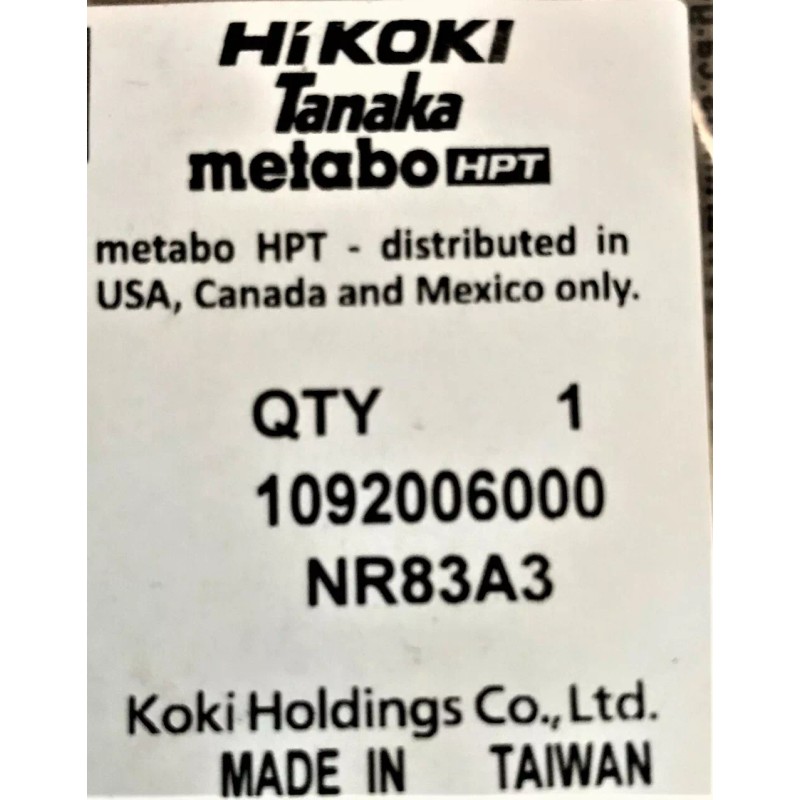 HiKOKI
Tanaka
metabo HPT
metabo HPT - distributed in
USA, Canada and Mexico only.
QTY 1
1092006000
NR83A3
Koki Holdings Co., Ltd.
MADE IN TAIWAN